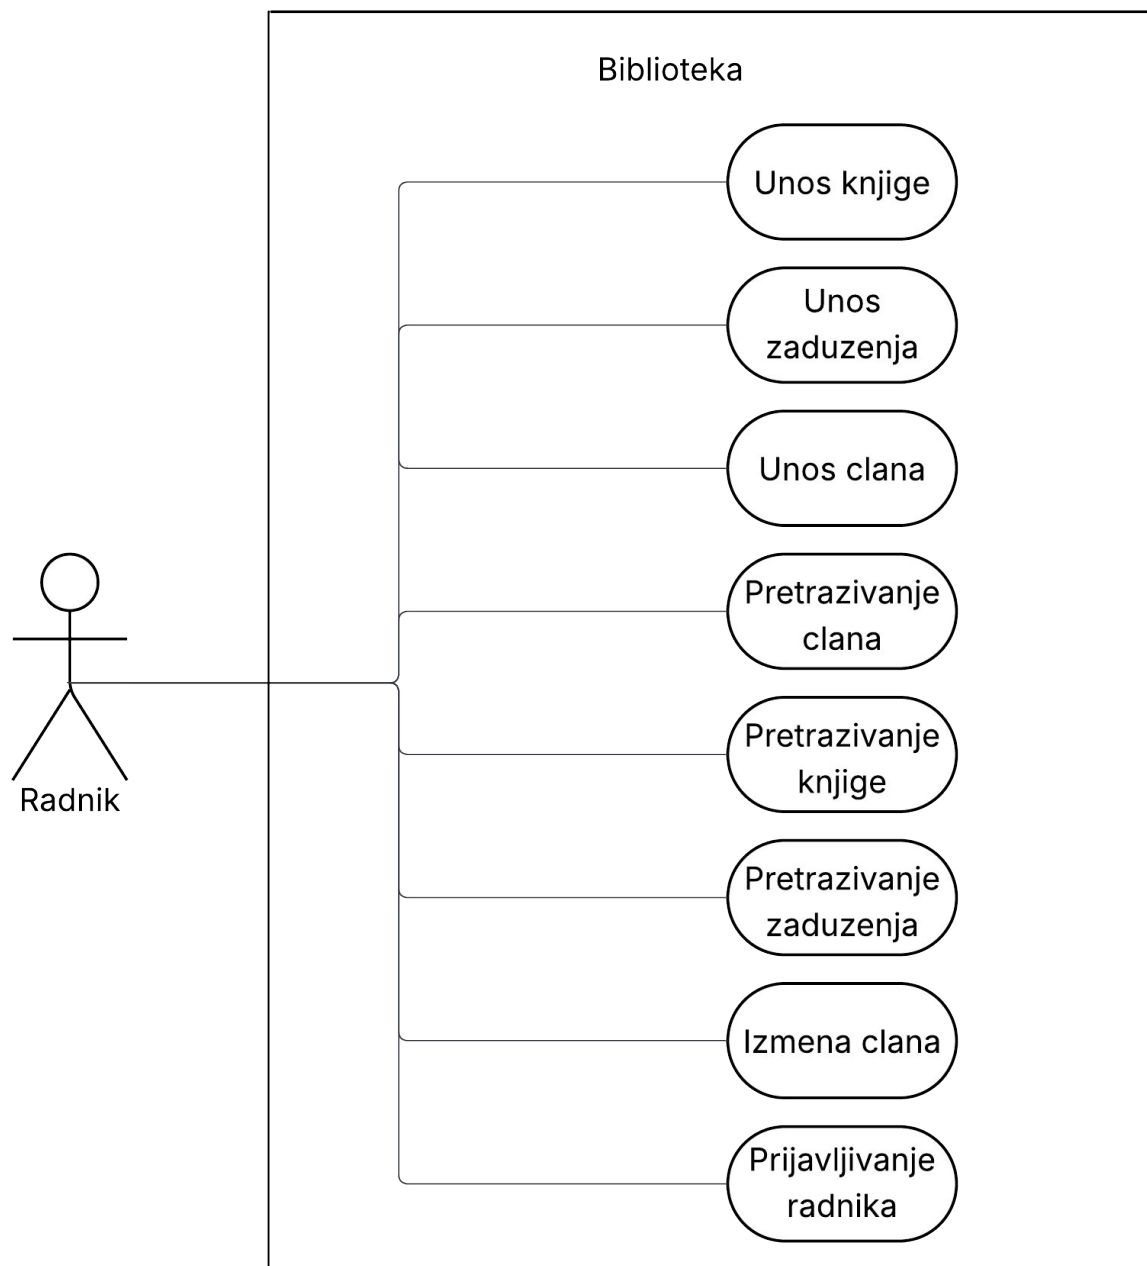 Biblioteka
Unos knjige
Unos
zaduzenja
Unos clana
Pretrazivanje
clana
Pretrazivanje
knjige
Radnik
Pretrazivanje
zaduzenja
Izmena clana
Prijavljivanje
radnika